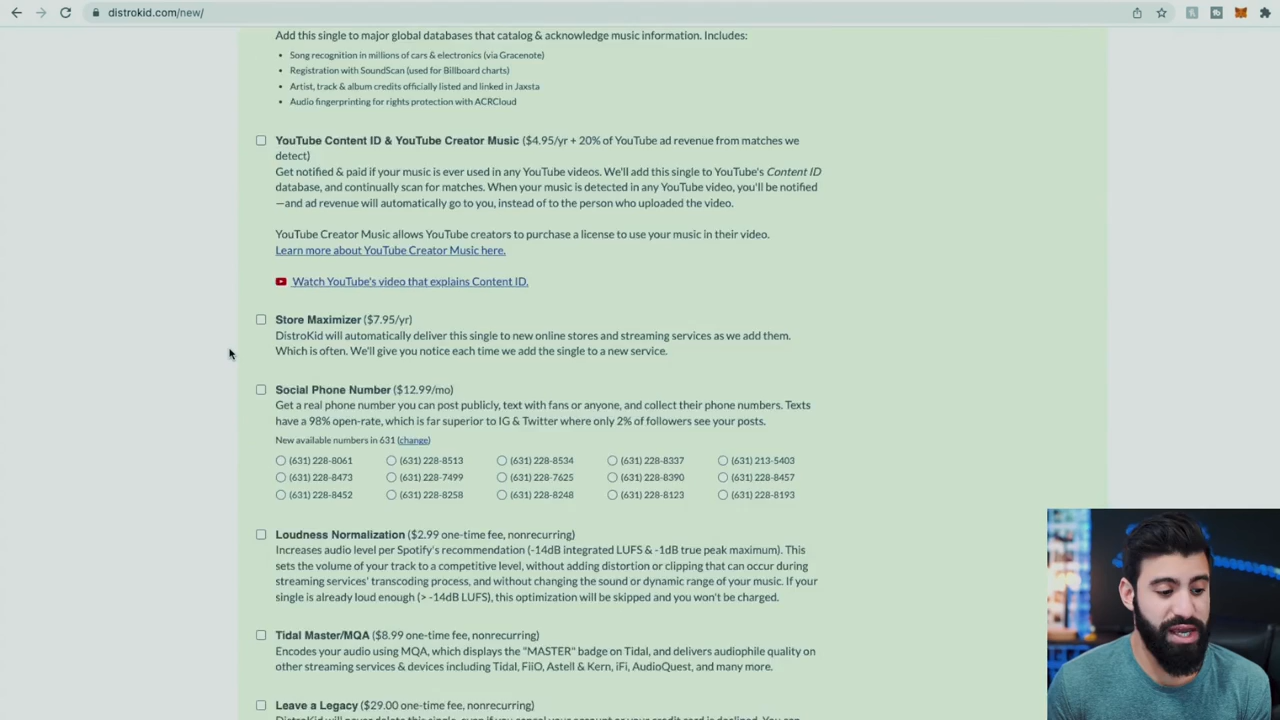 distrokid.com/new/
Add this single to major global databases that catalog & acknowledge music information. Includes:
• Song recognition in millions of cars & electronics (via Gracenote)
• Registration with SoundScan (used for Billboard charts)
• Artist, track & album credits officially listed and linked in Jaxsta
• Audio fingerprinting for rights protection with ACRCloud
YouTube Content ID & YouTube Creator Music ($4.95/yr + 20% of YouTube ad revenue from matches we
detect)
Get notified & paid if your music is ever used in any YouTube videos. We'll add this single to YouTube's Content ID
database, and continually scan for matches. When your music is detected in any YouTube video, you'll be notified
—and ad revenue will automatically go to you, instead of to the person who uploaded the video.
YouTube Creator Music allows YouTube creators to purchase a license to use your music in their video.
Learn more about YouTube Creator Music here.
Watch YouTube's video that explains Content ID.
Store Maximizer ($7.95/yr)
DistroKid will automatically deliver this single to new online stores and streaming services as we add them.
Which is often. We'll give you notice each time we add the single to a new service.
Social Phone Number ($12.99/mo)
Get a real phone number you can post publicly, text with fans or anyone, and collect their phone numbers. Texts
have a 98% open-rate, which is far superior to IG & Twitter where only 2% of followers see your posts.
New available numbers in 631 (change)
(631) 228-8061 (631) 228-8513 (631) 228-8534 (631) 228-8337 (631) 213-5403
(631) 228-8473 (631) 228-7499 (631) 228-7625 (631) 228-8390 (631) 228-8457
(631) 228-8452 (631) 228-8258 (631) 228-8248 (631) 228-8123 (631) 228-8193
Loudness Normalization ($2.99 one-time fee, nonrecurring)
Increases audio level per Spotify's recommendation (-14dB integrated LUFS & -1dB true peak maximum). This
sets the volume of your track to a competitive level, without adding distortion or clipping that can occur during
streaming services' transcoding process, and without changing the sound or dynamic range of your music. If your
single is already loud enough (> -14dB LUFS), this optimization will be skipped and you won't be charged.
Tidal Master/MQA ($8.99 one-time fee, nonrecurring)
Encodes your audio using MQA, which displays the "MASTER" badge on Tidal, and delivers audiophile quality on
other streaming services & devices including Tidal, FiiO, Astell & Kern, iFi, AudioQuest, and many more.
Leave a Legacy ($29.00 one-time fee, nonrecurring)
DistroKid will never delete this single, even if you cancel your account or your credit card is declined. You can